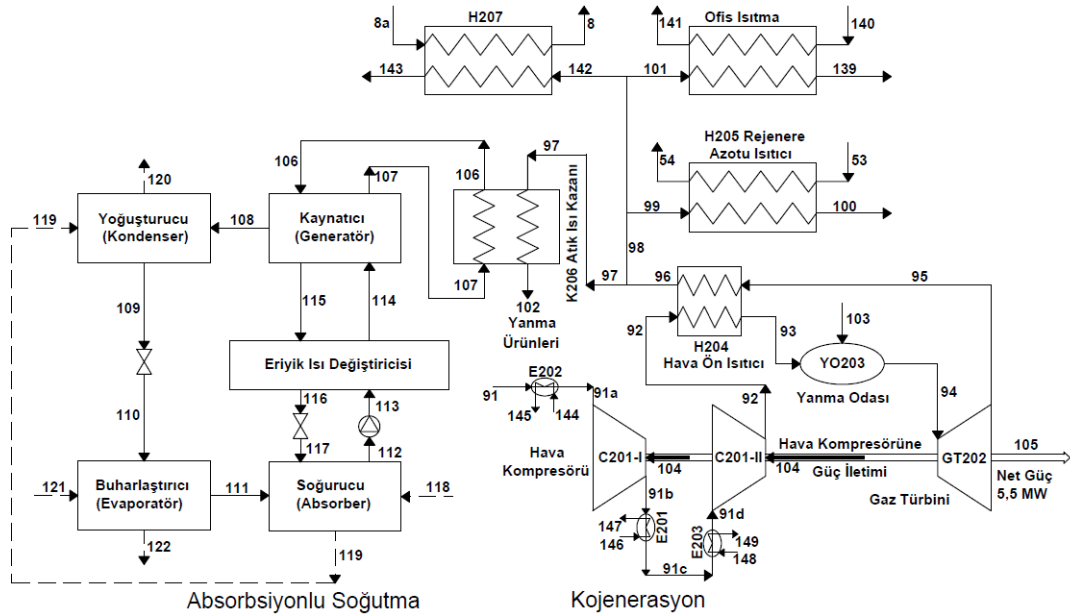 8a
H207
8
141
Ofis Isıtma
140
143
142
101
139
H205 Rejenere
Azotu Isıtıcı
54
53
99
100
98
106
107
106
97
120
119
Yoğuşturucu
(Kondenser)
108
Kaynatıcı
(Generatör)
K206 Atık Isı Kazanı
97
96
95
107
102
Yanma
Ürünleri
109
115
114
92
93
103
H204
Hava Ön Isıtıcı
YO203
Yanma Odası
94
Eriyik Isı Değiştiricisi
E202
91
91a
145
144
92
110
116
113
117
112
Hava
Kompresörü
C201-I
104
C201-II
104
Hava Kompresörüne
Güç İletimi
GT202
105
Net Güç
5,5 MW
Gaz Türbini
121
Buharlaştırıcı
(Evaporatör)
111
Soğurucu
(Absorber)
118
91b
91d
147
146
E201
E203
149
148
122
119
91c
Absorbsiyonlu Soğutma
Kojenerasyon